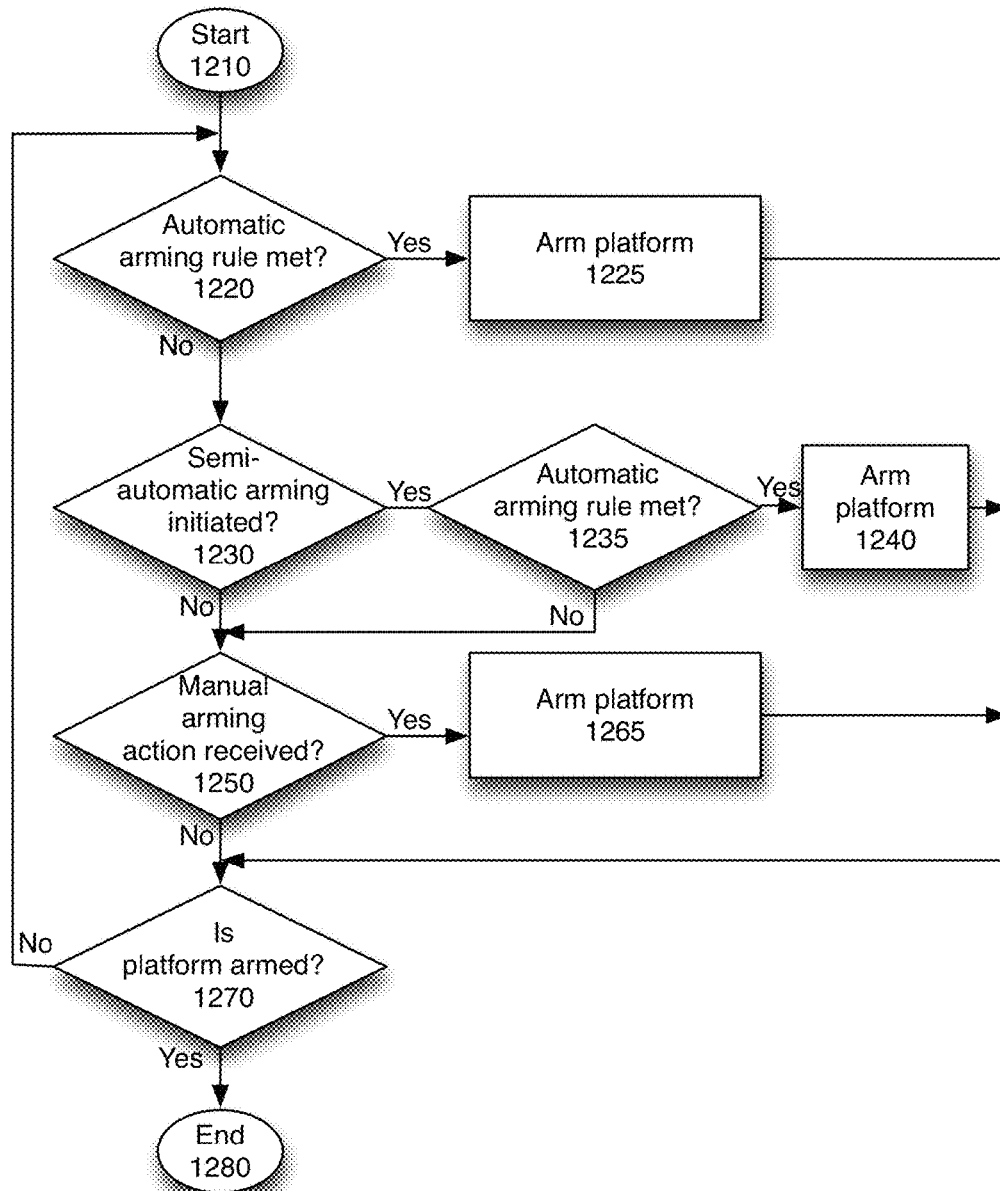 Start
1210
Automatic
arming rule met?
1220
Yes
Arm platform
1225
No
Semi-
automatic arming
initiated?
1230
Yes
Automatic
arming rule met?
1235
Yes
Arm
platform
1240
No
No
Manual
arming
action received?
1250
Yes
Arm platform
1265
No
Is
platform armed?
1270
No
Yes
End
1280